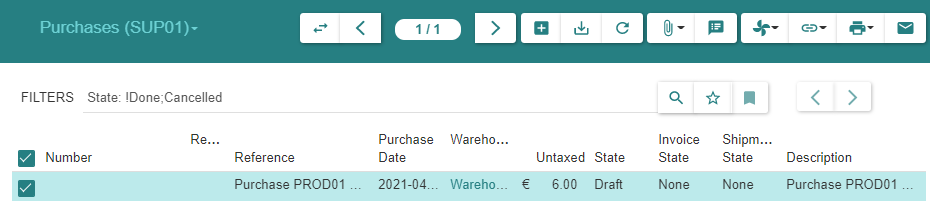 Purchases (SUP01)
1 / 1
FILTERS State: !Done;Cancelled
Number Re... Reference Purchase Date Wareho... Untaxed State Invoice State Shipm... State Description
Purchase PROD01 ... 2021-04... Wareho... € 6.00 Draft None None Purchase PROD01 ...